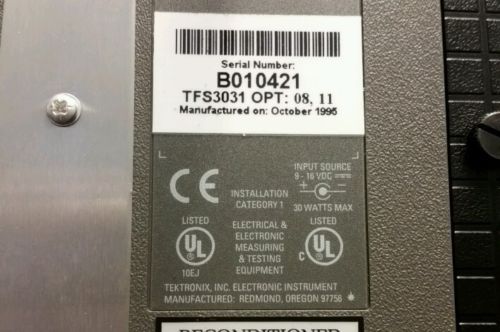 Serial Number:
B010421
TFS3031 OPT: 08, 11
Manufactured on: October 1996
CE
INSTALLATION
CATEGORY 1
INPUT SOURCE
9 - 16 VDC
- +
30 WATTS MAX
LISTED
UL
10EJ
ELECTRICAL &
ELECTRONIC
MEASURING
& TESTING
EQUIPMENT
LISTED
C UL
TEKTRONIX, INC. ELECTRONIC INSTRUMENT
MANUFACTURED: REDMOND, OREGON 97756
RECONDITIONED